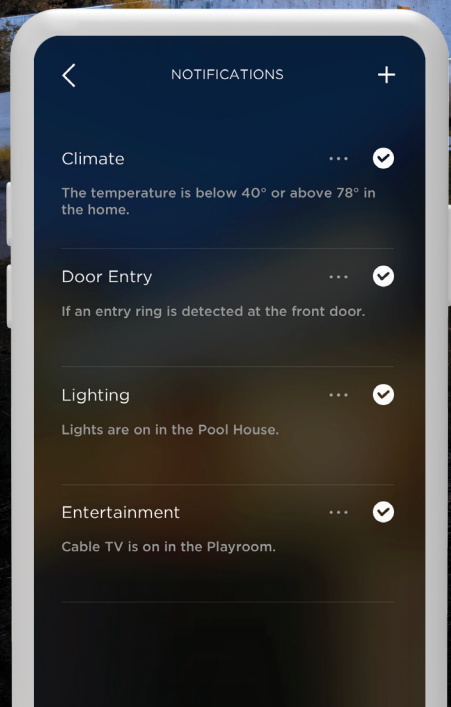 NOTIFICATIONS
Climate
The temperature is below 40° or above 78° in
the home.
Door Entry
If an entry ring is detected at the front door.
Lighting
Lights are on in the Pool House.
Entertainment
Cable TV is on in the Playroom.